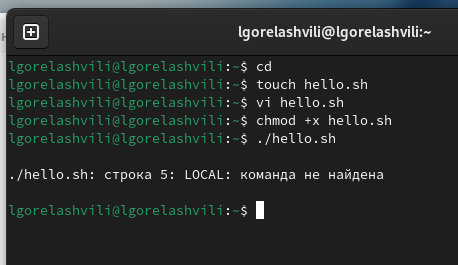 lgorelashvili@lgorelashvili:~
lgorelashvili@lgorelashvili:~$ cd
lgorelashvili@lgorelashvili:~$ touch hello.sh
lgorelashvili@lgorelashvili:~$ vi hello.sh
lgorelashvili@lgorelashvili:~$ chmod +x hello.sh
lgorelashvili@lgorelashvili:~$ ./hello.sh
./hello.sh: строка 5: LOCAL: команда не найдена
lgorelashvili@lgorelashvili:~$